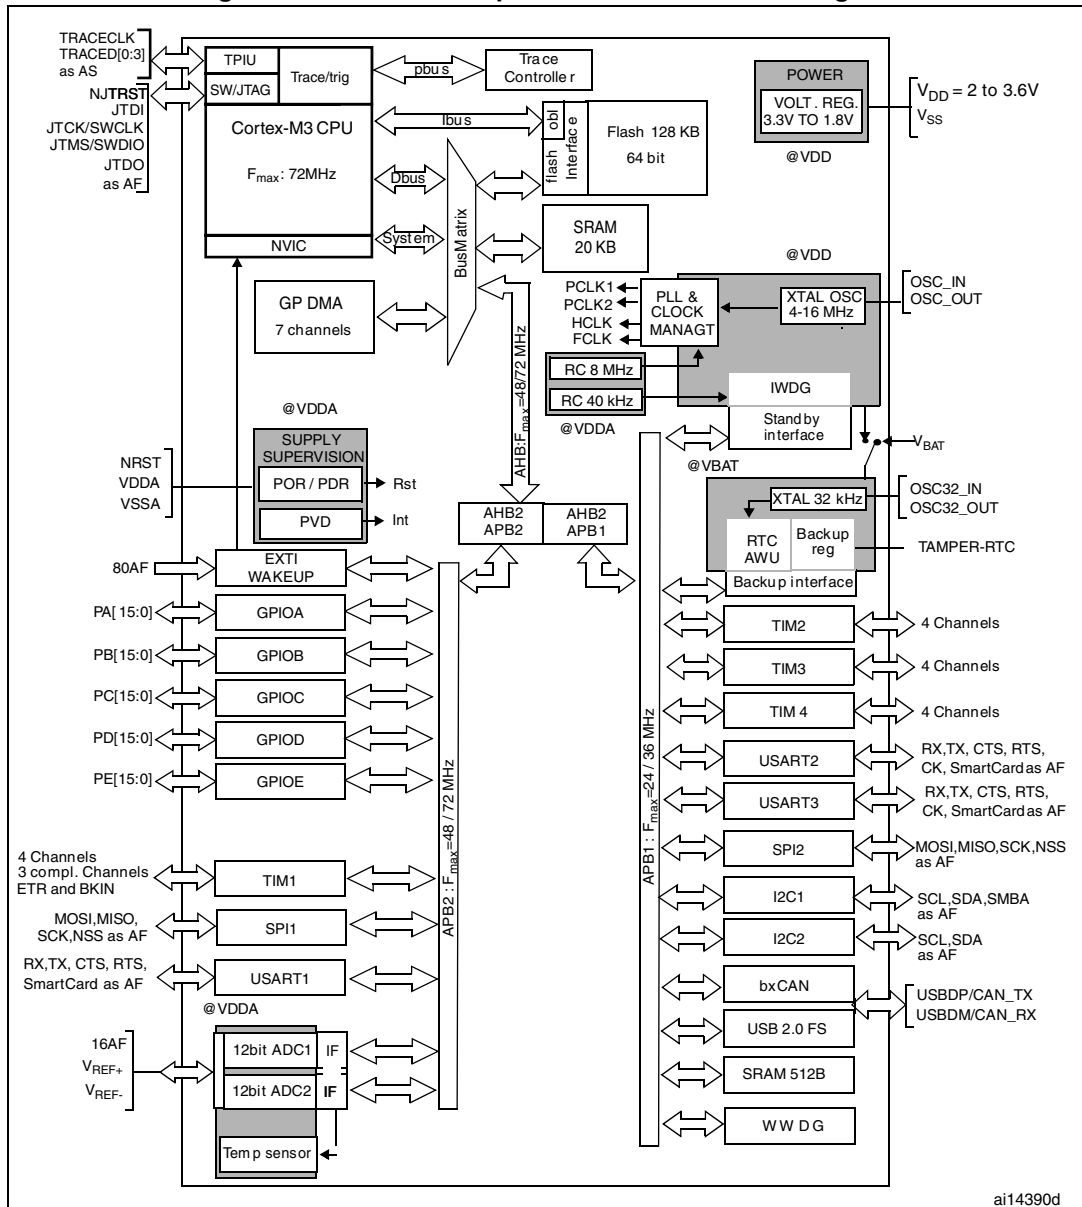 TRACECLK
TRACED[0:3]
as AS
NJTRST
JTDI
JTCK/SWCLK
JTMS/SWDIO
JTDO
as AF
TPIU
SW/JTAG
Trace/trig
Cortex-M3 CPU
Fmax: 72MHz
NVIC
pbus
Trace
Controller
Ibus
Dbus
System
BusMatrix
obl
flash
Interface
Flash 128 KB
64 bit
SRAM
20 KB
POWER
VOLT. REG.
3.3V TO 1.8V
@VDD
VDD = 2 to 3.6V
VSS
GP DMA
7 channels
AHB:Fmax=48/72 MHz
PCLK1
PCLK2
HCLK
FCLK
PLL &
CLOCK
MANAGT
@VDD
XTAL OSC
4-16 MHz
OSC_IN
OSC_OUT
RC 8 MHz
RC 40 kHz
@VDDA
IWDG
Standby
interface
VBAT
@VBAT
@VDDA
SUPPLY
SUPERVISION
POR / PDR
PVD
Rst
Int
NRST
VDDA
VSSA
AHB2
APB2
AHB2
APB1
XTAL 32 kHz
OSC32_IN
OSC32_OUT
RTC
AWU
Backup
reg
TAMPER-RTC
Backup interface
80AF
EXTI
WAKEUP
PA[15:0]
GPIOA
PB[15:0]
GPIOB
PC[15:0]
GPIOC
PD[15:0]
GPIOD
PE[15:0]
GPIOE
4 Channels
3 compl. Channels
ETR and BKIN
TIM1
MOSI,MISO,
SCK,NSS as AF
SPI1
RX,TX, CTS, RTS,
SmartCard as AF
USART1
@VDDA
16AF
VREF+
VREF-
12bit ADC1
IF
12bit ADC2
IF
Temp sensor
APB2 : Fmax=48 / 72 MHz
APB1 : Fmax=24 / 36 MHz
TIM2
4 Channels
TIM3
4 Channels
TIM 4
4 Channels
USART2
RX,TX, CTS, RTS,
CK, SmartCard as AF
USART3
RX,TX, CTS, RTS,
CK, SmartCard as AF
SPI2
MOSI,MISO,SCK,NSS
as AF
I2C1
SCL,SDA,SMBA
as AF
I2C2
SCL,SDA
as AF
bxCAN
USB 2.0 FS
USBDP/CAN_TX
USBDM/CAN_RX
SRAM 512B
WWDG
ai14390d